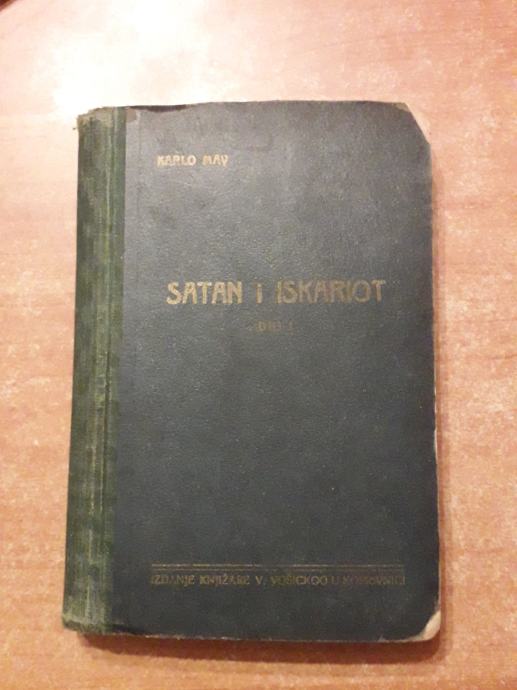 KARLO MAY
SATAN i ISKARIOT
DIO I
IZDANJE KNJIŽARE V. VOŠICKOG U KOPRIVNICI